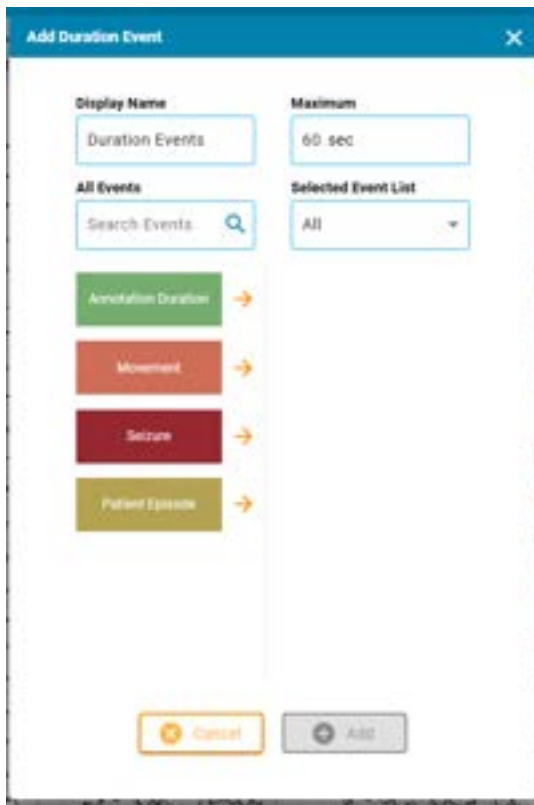 Add Duration Event
Display Name
Maximum
Duration Events
60 sec
All Events
Selected Event List
Search Events
All
Annotation Duration
Movement
Seizure
Patient Episode
Cancel
Add